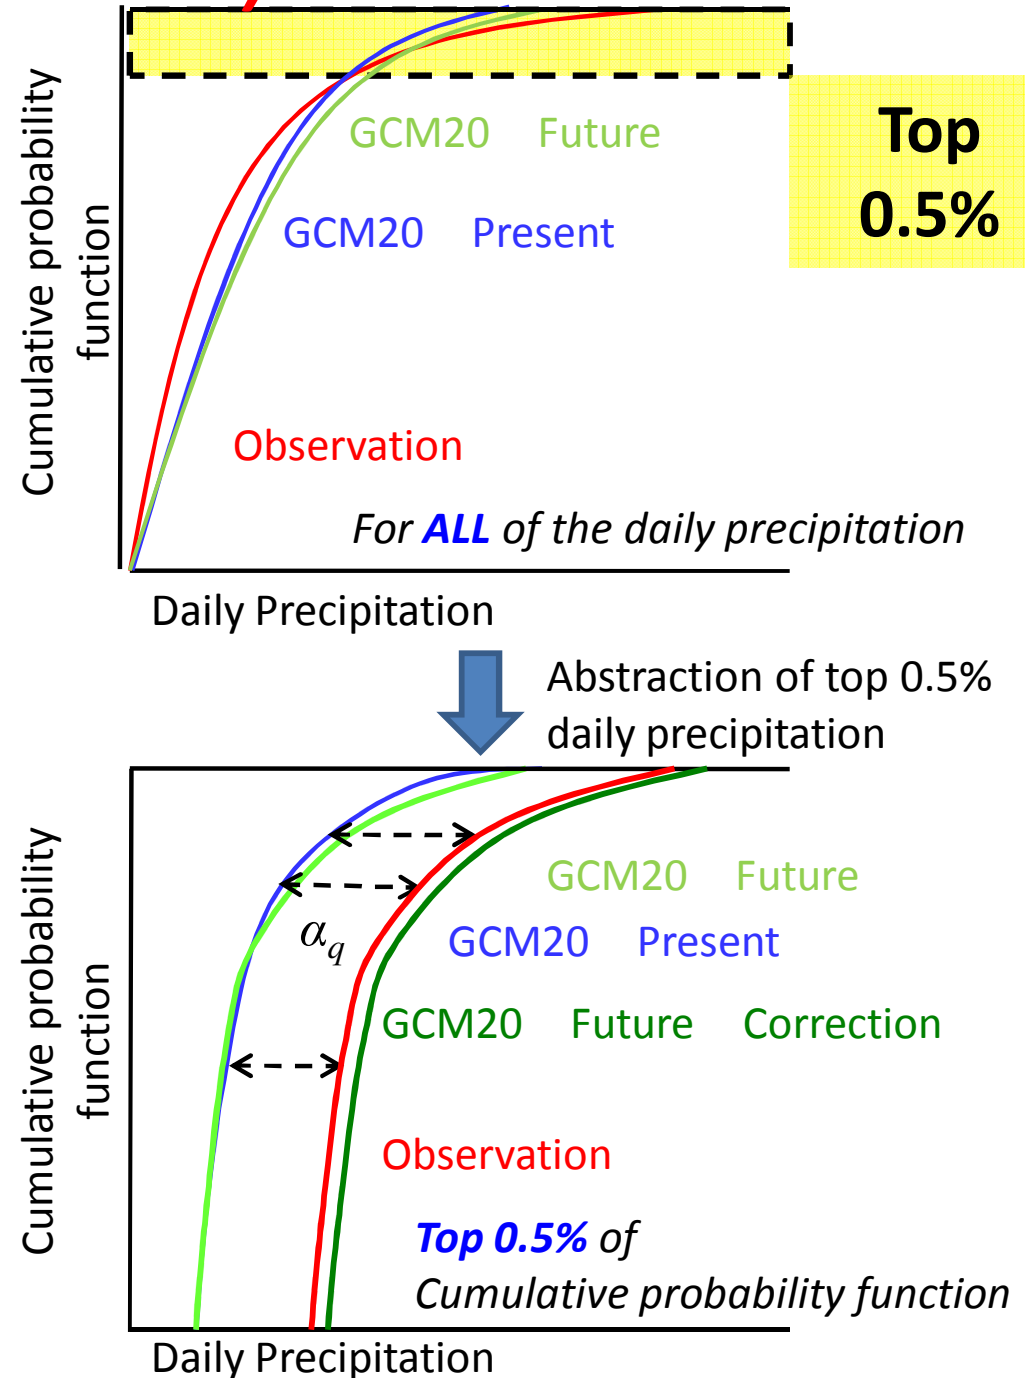 Cumulative probability
function
Top
0.5%
GCM20 Future
GCM20 Present
Observation
For ALL of the daily precipitation
Daily Precipitation
Abstraction of top 0.5%
daily precipitation
Cumulative probability
function
α_q
GCM20 Future
GCM20 Present
GCM20 Future Correction
Observation
Top 0.5% of
Cumulative probability function
Daily Precipitation